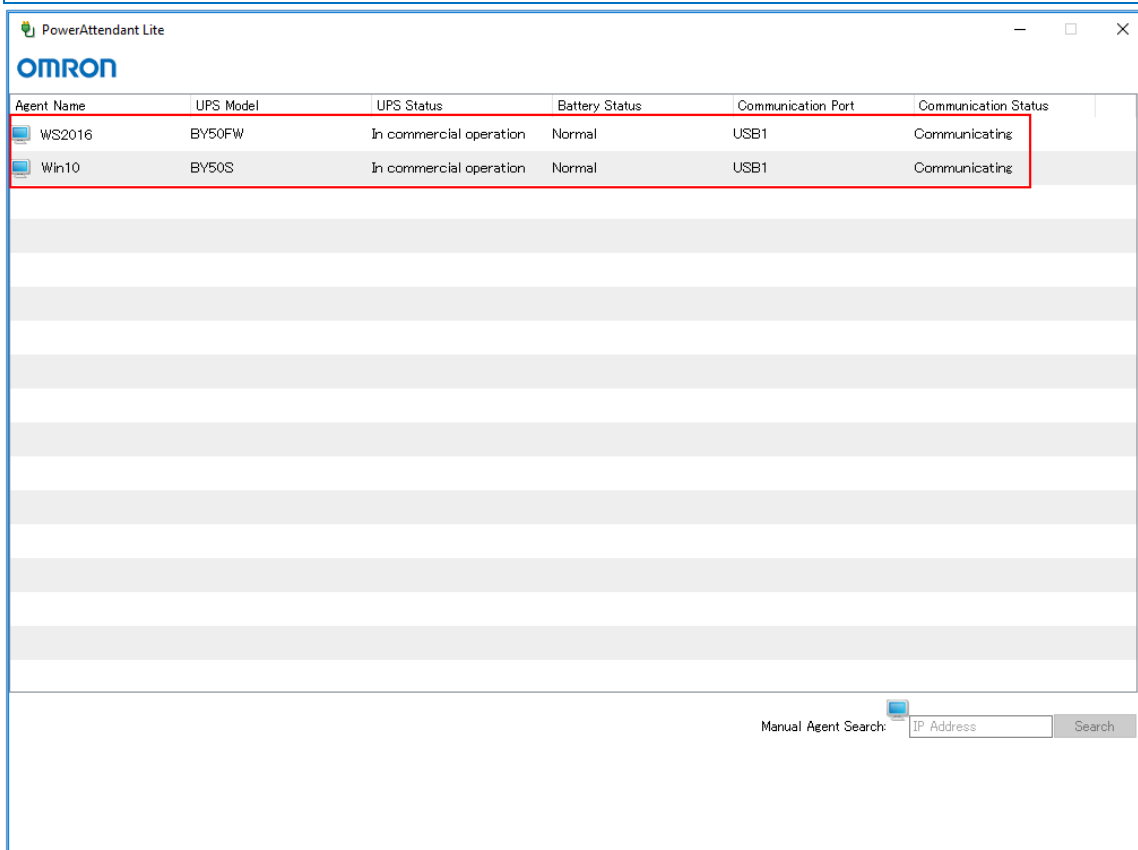 PowerAttendant Lite
OMRON
Agent Name UPS Model UPS Status Battery Status Communication Port Communication Status
WS2016 BY50FW In commercial operation Normal USB1 Communicating
Win10 BY50S In commercial operation Normal USB1 Communicating
Manual Agent Search: IP Address Search